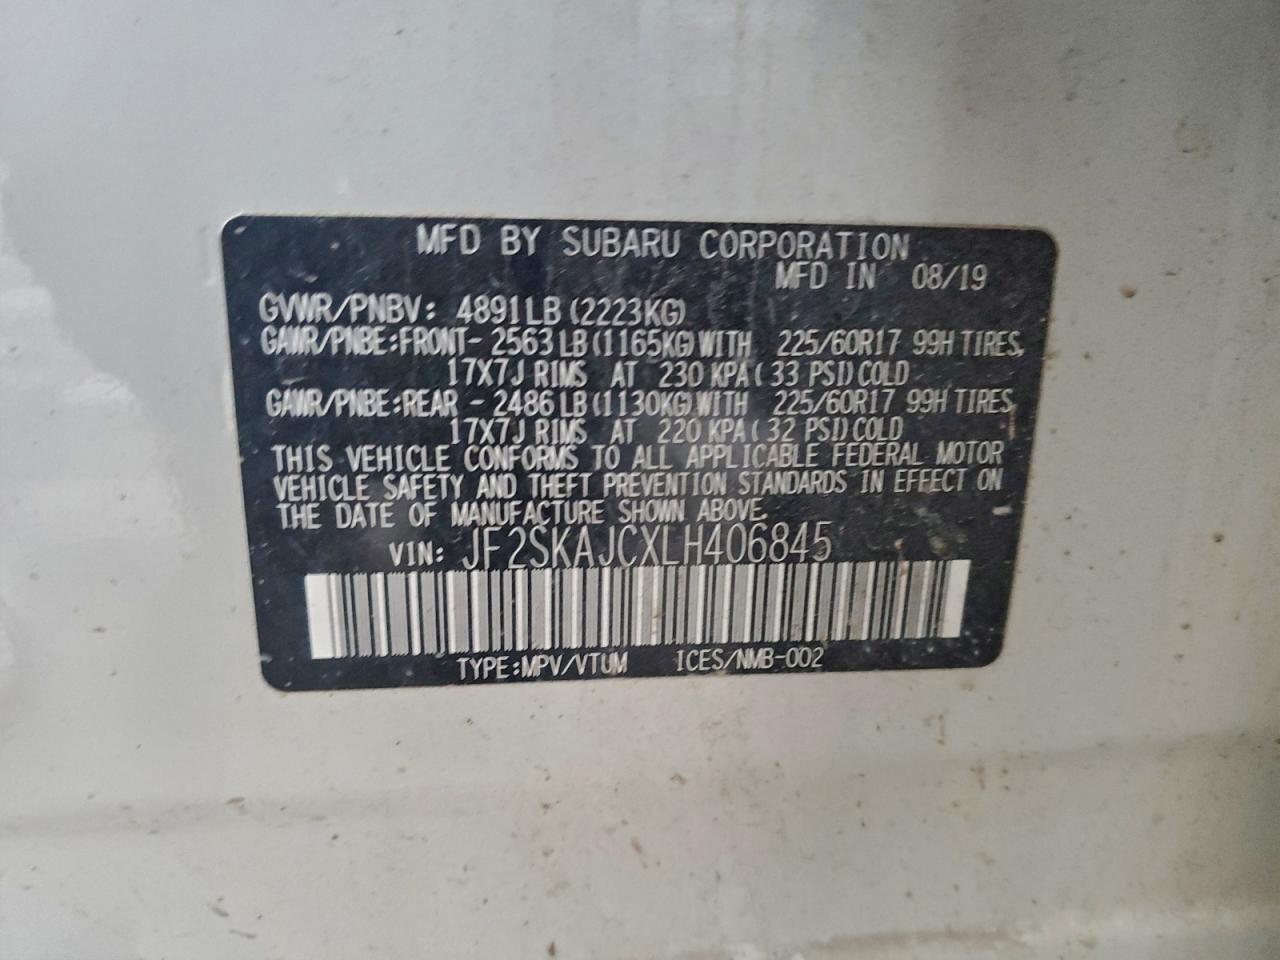 MFD BY SUBARU CORPORATION
MFD IN 08/19
GVWR/PNBV: 4891LB (2223KG)
GAWR/PNBE:FRONT- 2563 LB (1165KG) WITH 225/60R17 99H TIRES,
17X7J RIMS AT 230 KPA ( 33 PSI) COLD
GAWR/PNBE:REAR - 2486 LB (1130KG) WITH 225/60R17 99H TIRES,
17X7J RIMS AT 220 KPA ( 32 PSI) COLD
THIS VEHICLE CONFORMS TO ALL APPLICABLE FEDERAL MOTOR
VEHICLE SAFETY AND THEFT PREVENTION STANDARDS IN EFFECT ON
THE DATE OF MANUFACTURE SHOWN ABOVE.
VIN: JF2SKAJCXLH406845
TYPE:MPV/VTUM ICES/NMB-002